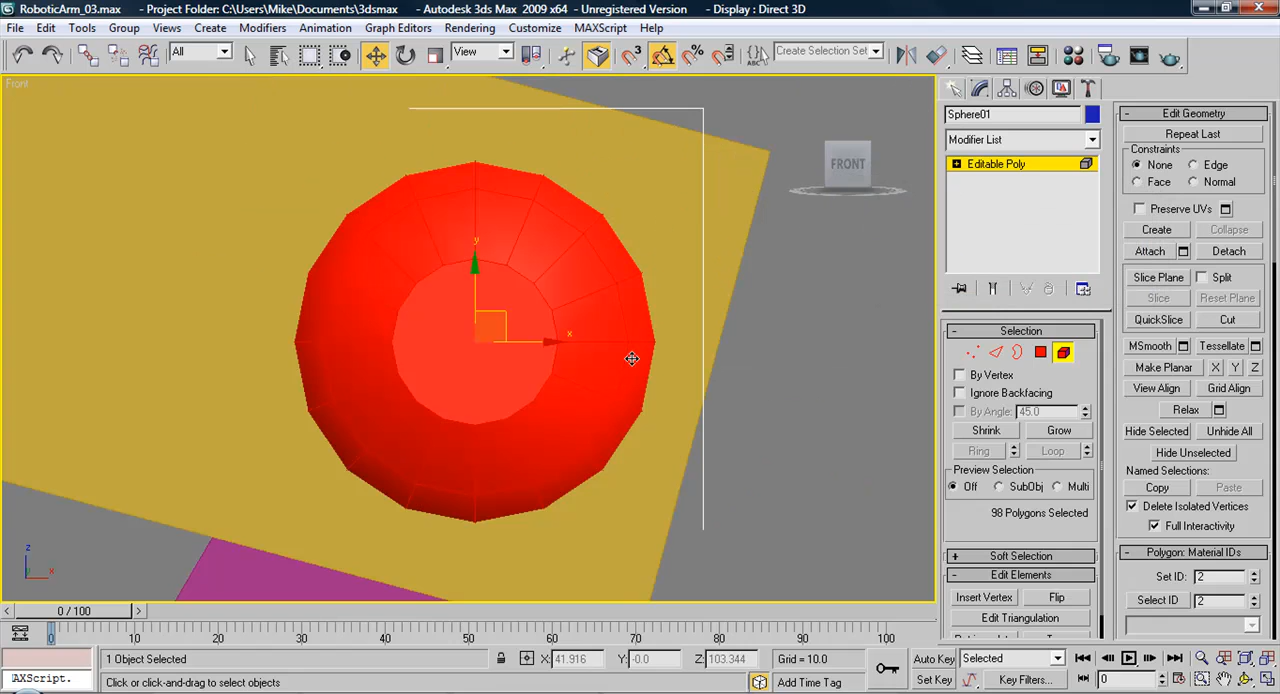 RoboticArm_03.max - Project Folder: C:\Users\Mike\Documents\3dsmax - Autodesk 3ds Max 2009 x64 - Unregistered Version - Display : Direct 3D
File Edit Tools Group Views Create Modifiers Animation Graph Editors Rendering Customize MAXScript Help
All View Create Selection Set
Front
FRONT
y
x
z
x
Sphere01
Modifier List
Editable Poly
- Selection
By Vertex
Ignore Backfacing
By Angle: 45.0
Shrink Grow
Ring Loop
Preview Selection
Off SubObj Multi
98 Polygons Selected
+ Soft Selection
- Edit Elements
Insert Vertex Flip
Edit Triangulation
- Edit Geometry
Repeat Last
Constraints
None Edge
Face Normal
Preserve UVs
Create Collapse
Attach Detach
Slice Plane Split
Slice Reset Plane
QuickSlice Cut
MSmooth Tessellate
Make Planar X Y Z
View Align Grid Align
Relax
Hide Selected Unhide All
Hide Unselected
Named Selections:
Copy Paste
Delete Isolated Vertices
Full Interactivity
- Polygon: Material IDs
Set ID: 2
Select ID 2
< 0 / 100 >
0 10 20 30 40 50 60 70 80 90 100
1 Object Selected X: 41.916 Y: -0.0 Z: 103.344 Grid = 10.0 Auto Key Selected
AXScript. Click or click-and-drag to select objects Add Time Tag Set Key Key Filters... 0